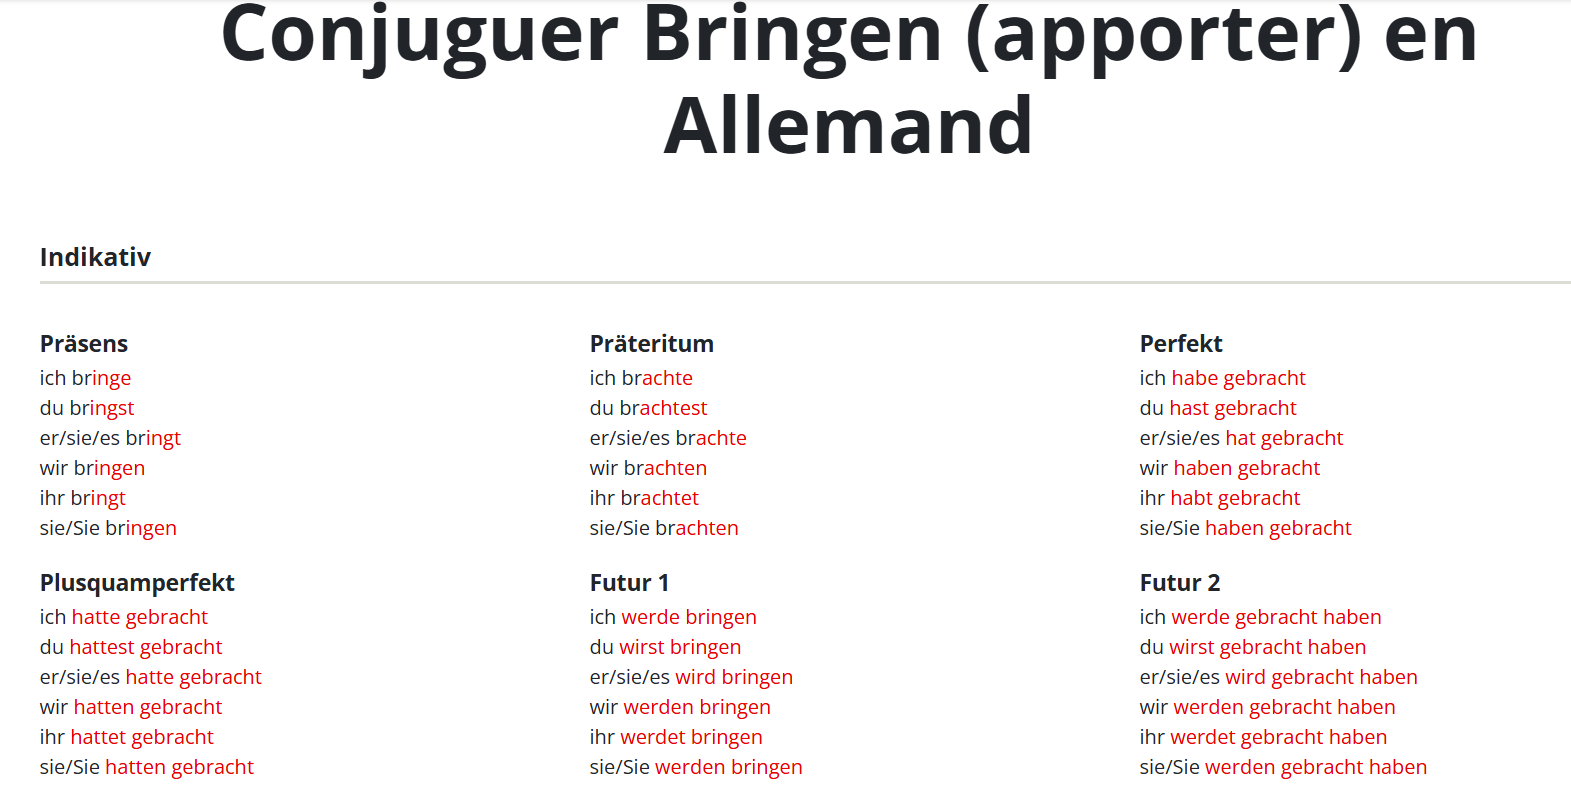 Conjuguer Bringen (apporter) en
Allemand
Indikativ
Präsens
ich bringe
du bringst
er/sie/es bringt
wir bringen
ihr bringt
sie/Sie bringen
Präteritum
ich brachte
du brachtest
er/sie/es brachte
wir brachten
ihr brachtet
sie/Sie brachten
Perfekt
ich habe gebracht
du hast gebracht
er/sie/es hat gebracht
wir haben gebracht
ihr habt gebracht
sie/Sie haben gebracht
Plusquamperfekt
ich hatte gebracht
du hattest gebracht
er/sie/es hatte gebracht
wir hatten gebracht
ihr hattet gebracht
sie/Sie hatten gebracht
Futur 1
ich werde bringen
du wirst bringen
er/sie/es wird bringen
wir werden bringen
ihr werdet bringen
sie/Sie werden bringen
Futur 2
ich werde gebracht haben
du wirst gebracht haben
er/sie/es wird gebracht haben
wir werden gebracht haben
ihr werdet gebracht haben
sie/Sie werden gebracht haben